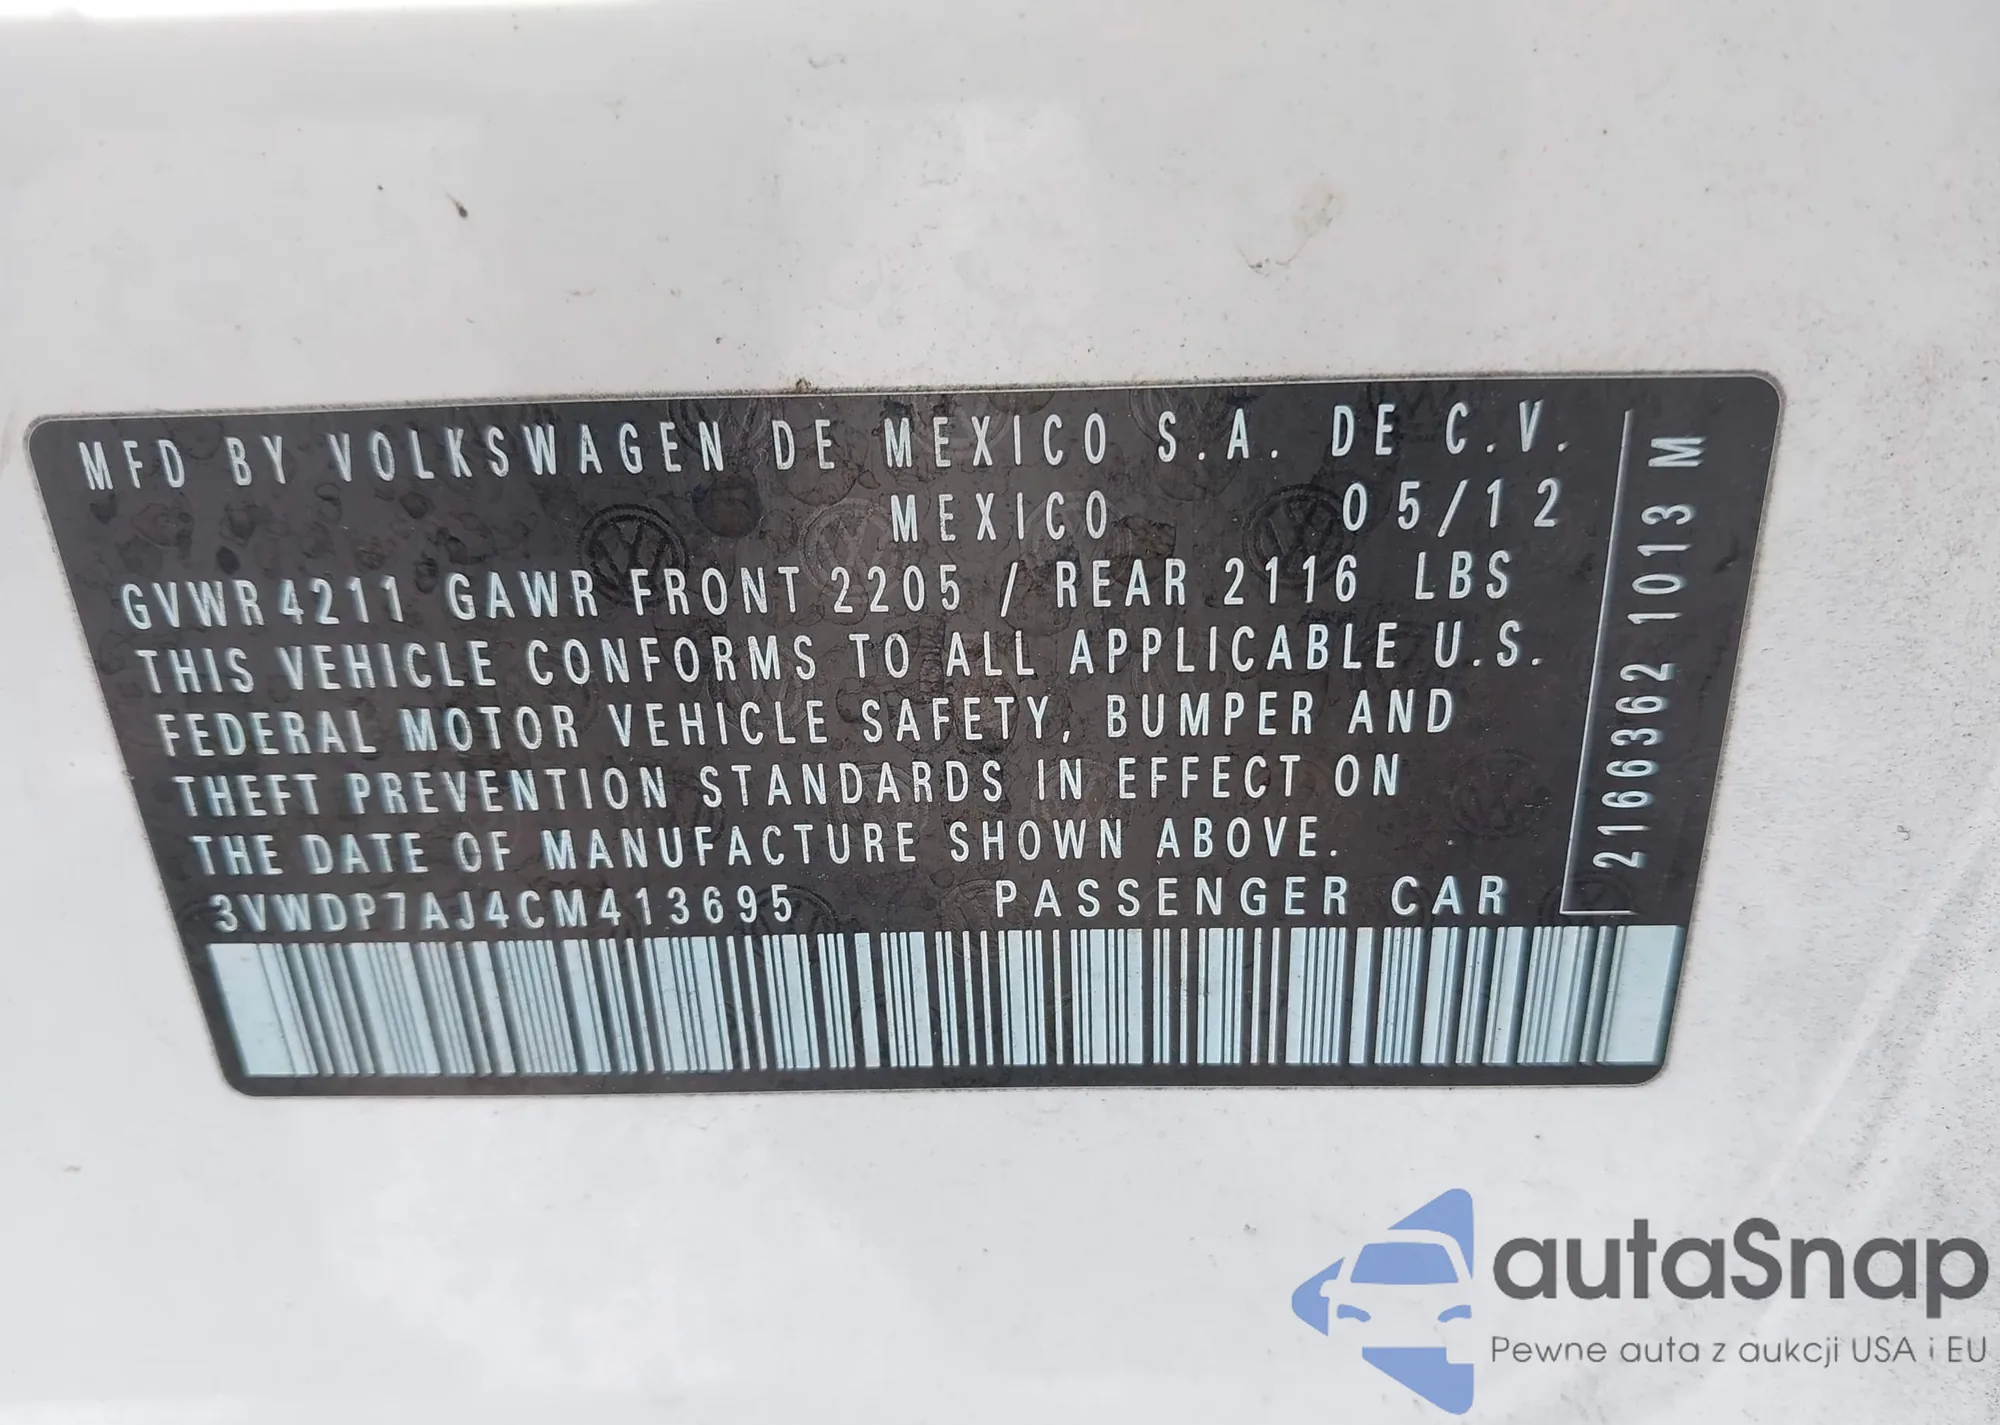 MFD BY VOLKSWAGEN DE MEXICO S.A. DE C.V.
MEXICO 05/12
GVWR 4211 GAWR FRONT 2205 / REAR 2116 LBS
THIS VEHICLE CONFORMS TO ALL APPLICABLE U.S.
FEDERAL MOTOR VEHICLE SAFETY, BUMPER AND
THEFT PREVENTION STANDARDS IN EFFECT ON
THE DATE OF MANUFACTURE SHOWN ABOVE.
3VWDP7AJ4CM413695 PASSENGER CAR
2166362 1013 M
autaSnap
Pewne auta z aukcji USA i EU